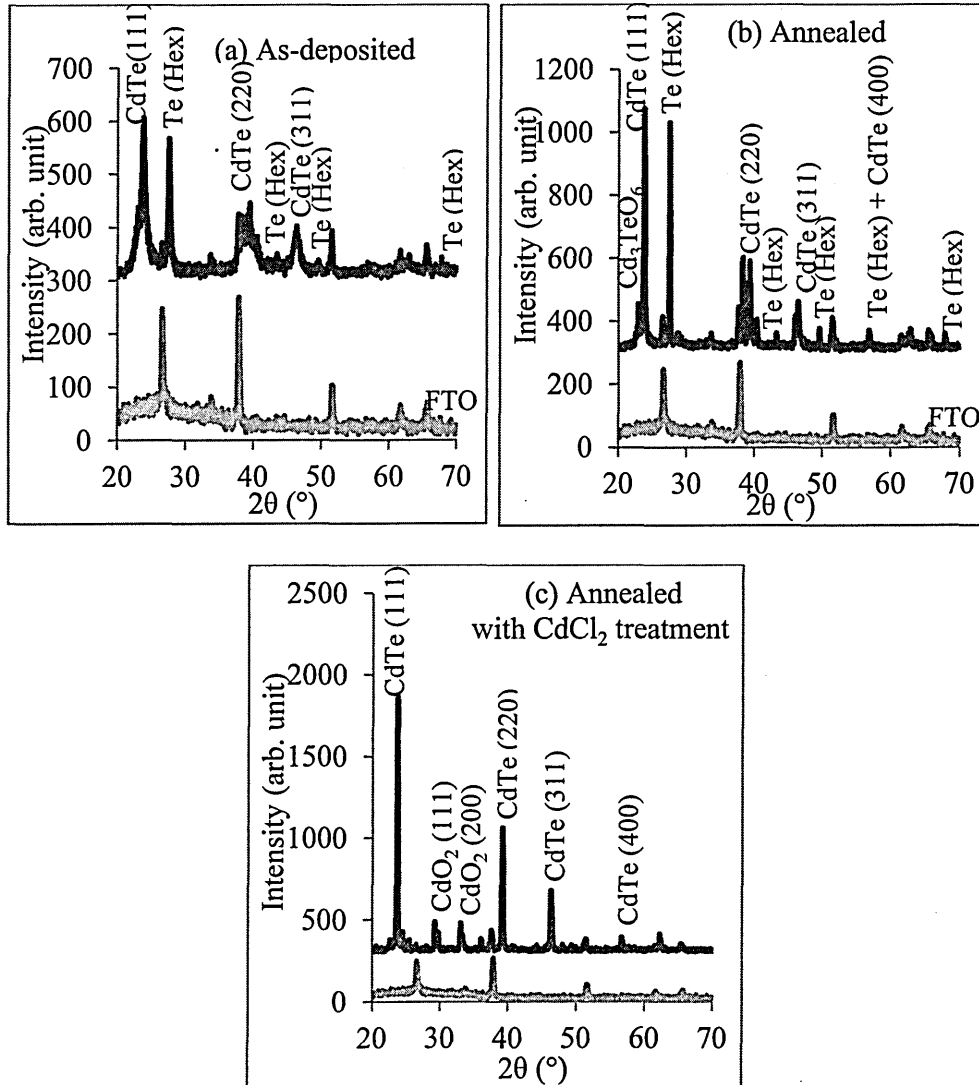 (a) As-deposited
CdTe(111)
Te (Hex)
CdTe (220)
Te (Hex)
CdTe (311)
Te (Hex)
Te (Hex)
Intensity (arb. unit)
700
600
500
400
300
200
100
0
FTO
20 30 40 50 60 70
2θ (°)
(b) Annealed
Cd₃TeO₆
CdTe (111)
Te (Hex)
CdTe (220)
Te (Hex)
CdTe (311)
Te (Hex)
Te (Hex) + CdTe (400)
Te (Hex)
Intensity (arb. unit)
1200
1000
800
600
400
200
0
FTO
20 30 40 50 60 70
2θ (°)
(c) Annealed
with CdCl₂ treatment
CdTe (111)
CdO₂ (111)
CdO₂ (200)
CdTe (220)
CdTe (311)
CdTe (400)
Intensity (arb. unit)
2500
2000
1500
1000
500
0
20 30 40 50 60 70
2θ (°)